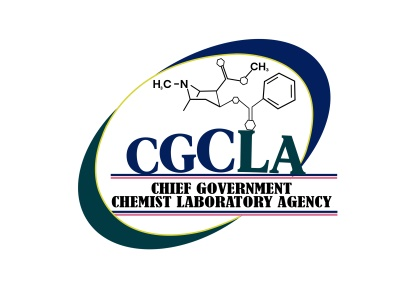 CH₃
H₃C-N
CGCLA
CHIEF GOVERNMENT
CHEMIST LABORATORY AGENCY